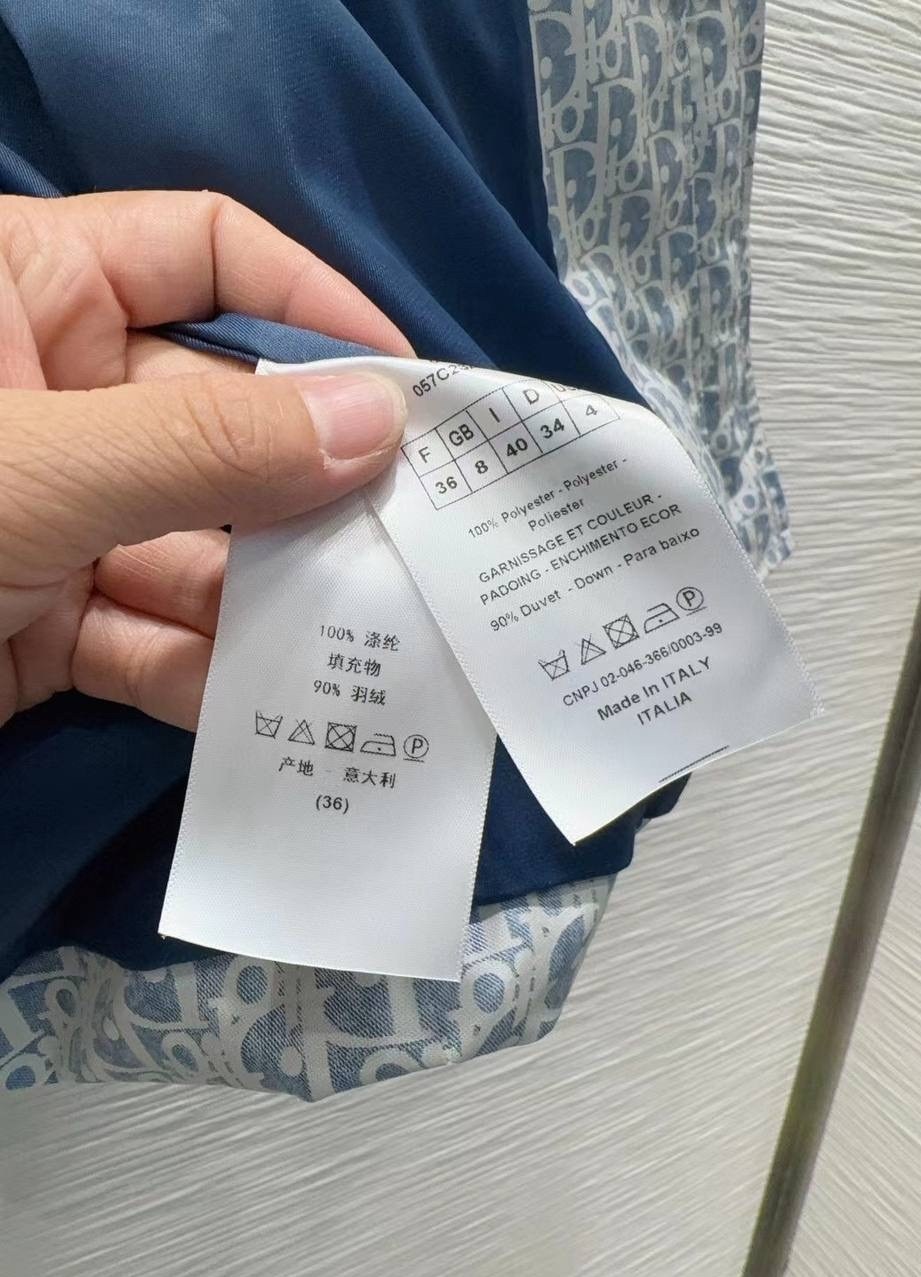 100% 涤纶
填充物
90% 羽绒
P
产地 - 意大利
(36)
F GB I D
36 8 40 34 4
100% Polyester - Polyester -
Poliester
GARNISSAGE ET COULEUR -
PADOING - ENCHIMENTO ECOR
90% Duvet - Down - Para baixo
P
CNPJ 02-046-366/0003-99
Made In ITALY
ITALIA